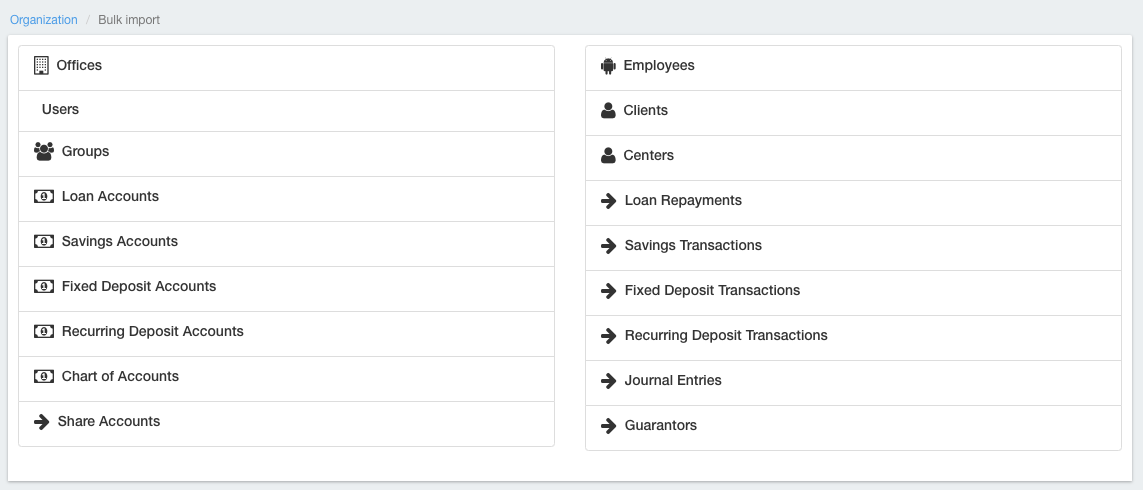 Organization / Bulk import
Offices
Users
Groups
Loan Accounts
Savings Accounts
Fixed Deposit Accounts
Recurring Deposit Accounts
Chart of Accounts
Share Accounts
Employees
Clients
Centers
Loan Repayments
Savings Transactions
Fixed Deposit Transactions
Recurring Deposit Transactions
Journal Entries
Guarantors